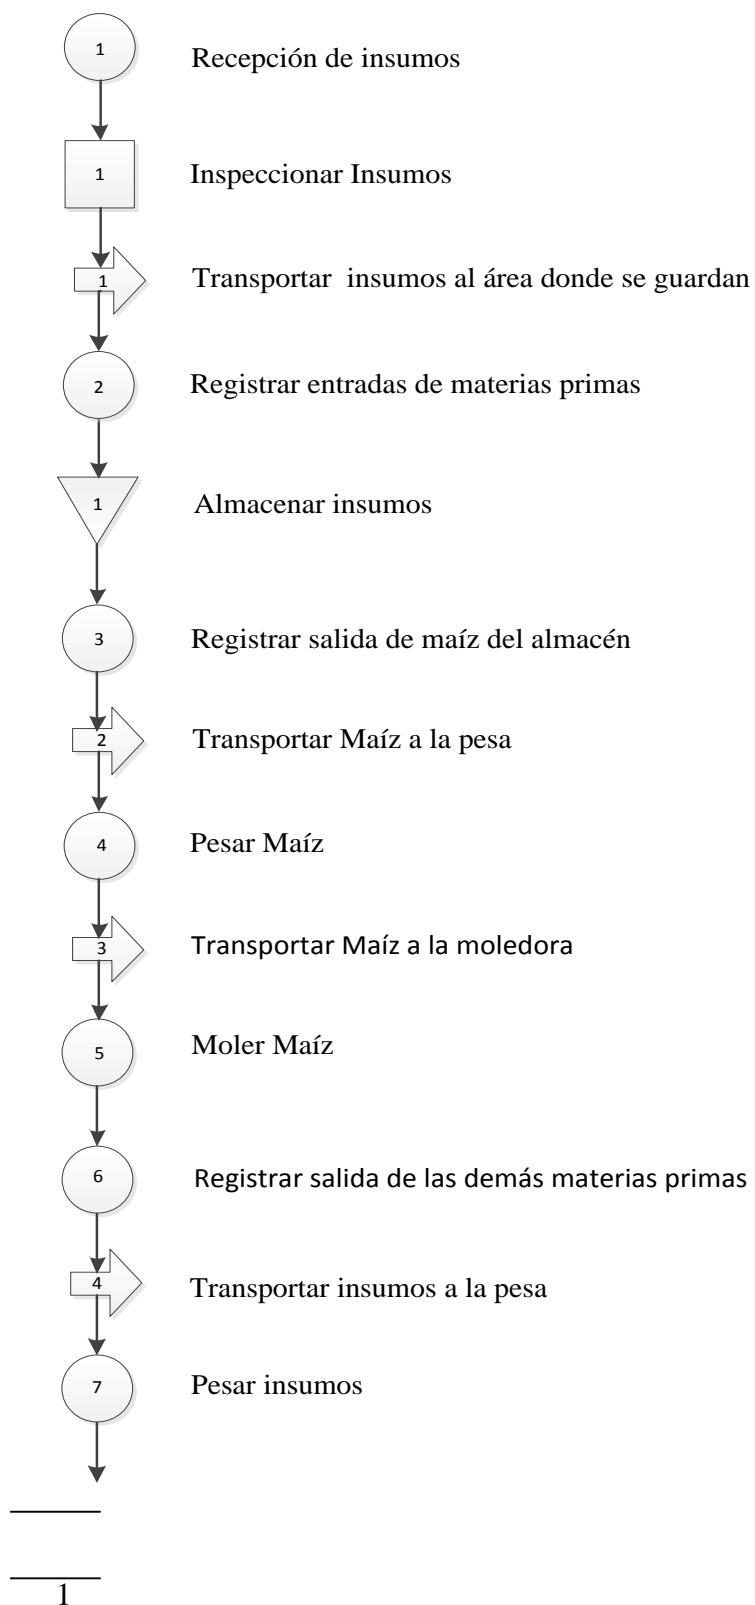 1 Recepción de insumos
1 Inspeccionar Insumos
1 Transportar insumos al área donde se guardan
2 Registrar entradas de materias primas
1 Almacenar insumos
3 Registrar salida de maíz del almacén
2 Transportar Maíz a la pesa
4 Pesar Maíz
3 Transportar Maíz a la moledora
5 Moler Maíz
6 Registrar salida de las demás materias primas
4 Transportar insumos a la pesa
7 Pesar insumos
1